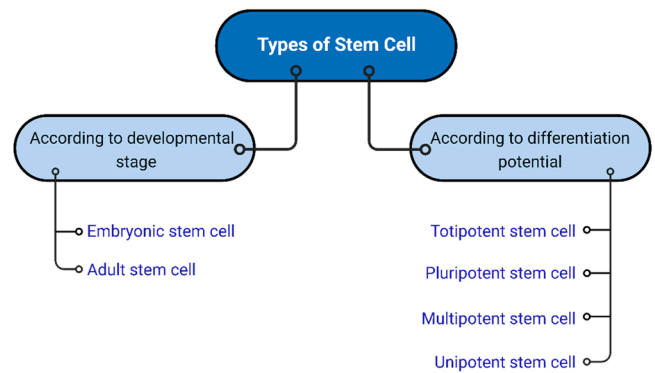 Types of Stem Cell
According to developmental
stage
Embryonic stem cell
Adult stem cell
According to differentiation
potential
Totipotent stem cell
Pluripotent stem cell
Multipotent stem cell
Unipotent stem cell